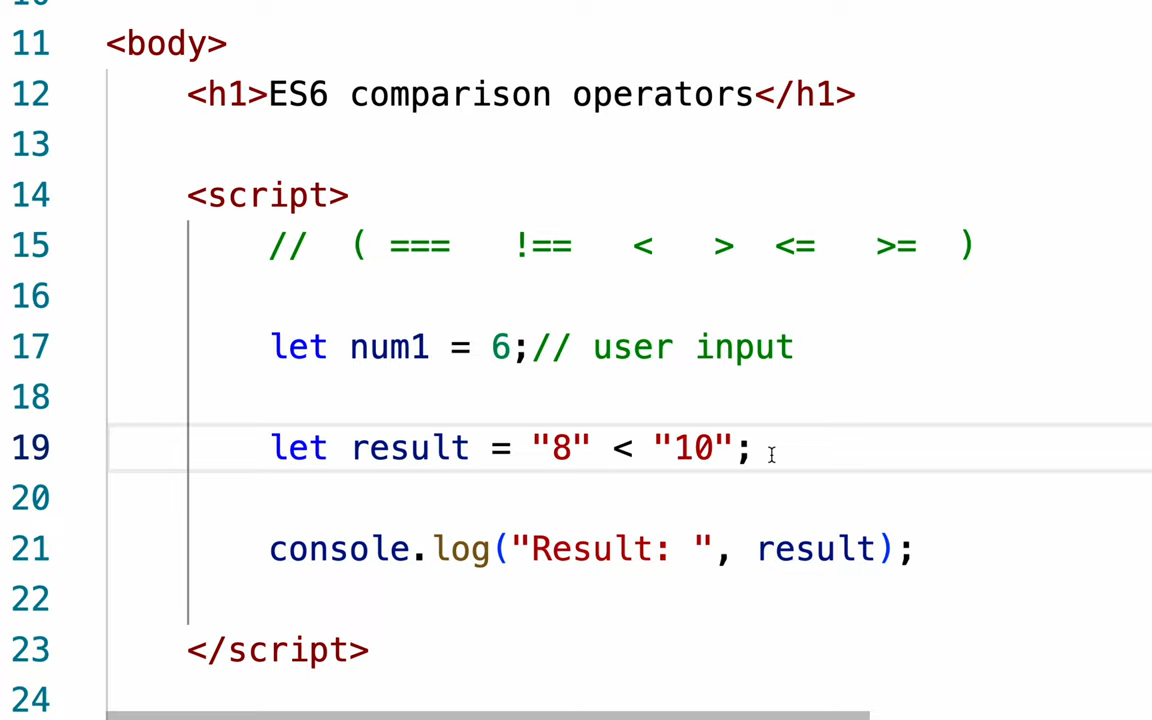 11 <body>
12 <h1>ES6 comparison operators</h1>
13
14 <script>
15 // ( === !== < > <= >= )
16
17 let num1 = 6;// user input
18
19 let result = "8" < "10";
20
21 console.log("Result: ", result);
22
23 </script>
24